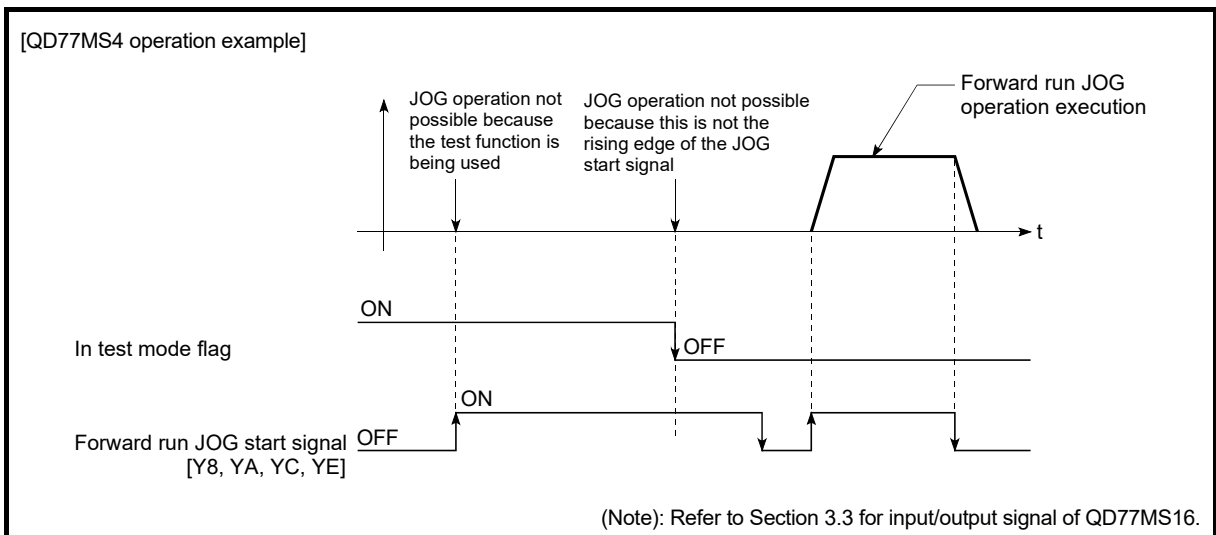 [QD77MS4 operation example]
JOG operation not
possible because
the test function is
being used
JOG operation not possible
because this is not the
rising edge of the JOG
start signal
Forward run JOG
operation execution
t
ON
In test mode flag
OFF
ON
Forward run JOG start signal
[Y8, YA, YC, YE]
OFF
(Note): Refer to Section 3.3 for input/output signal of QD77MS16.